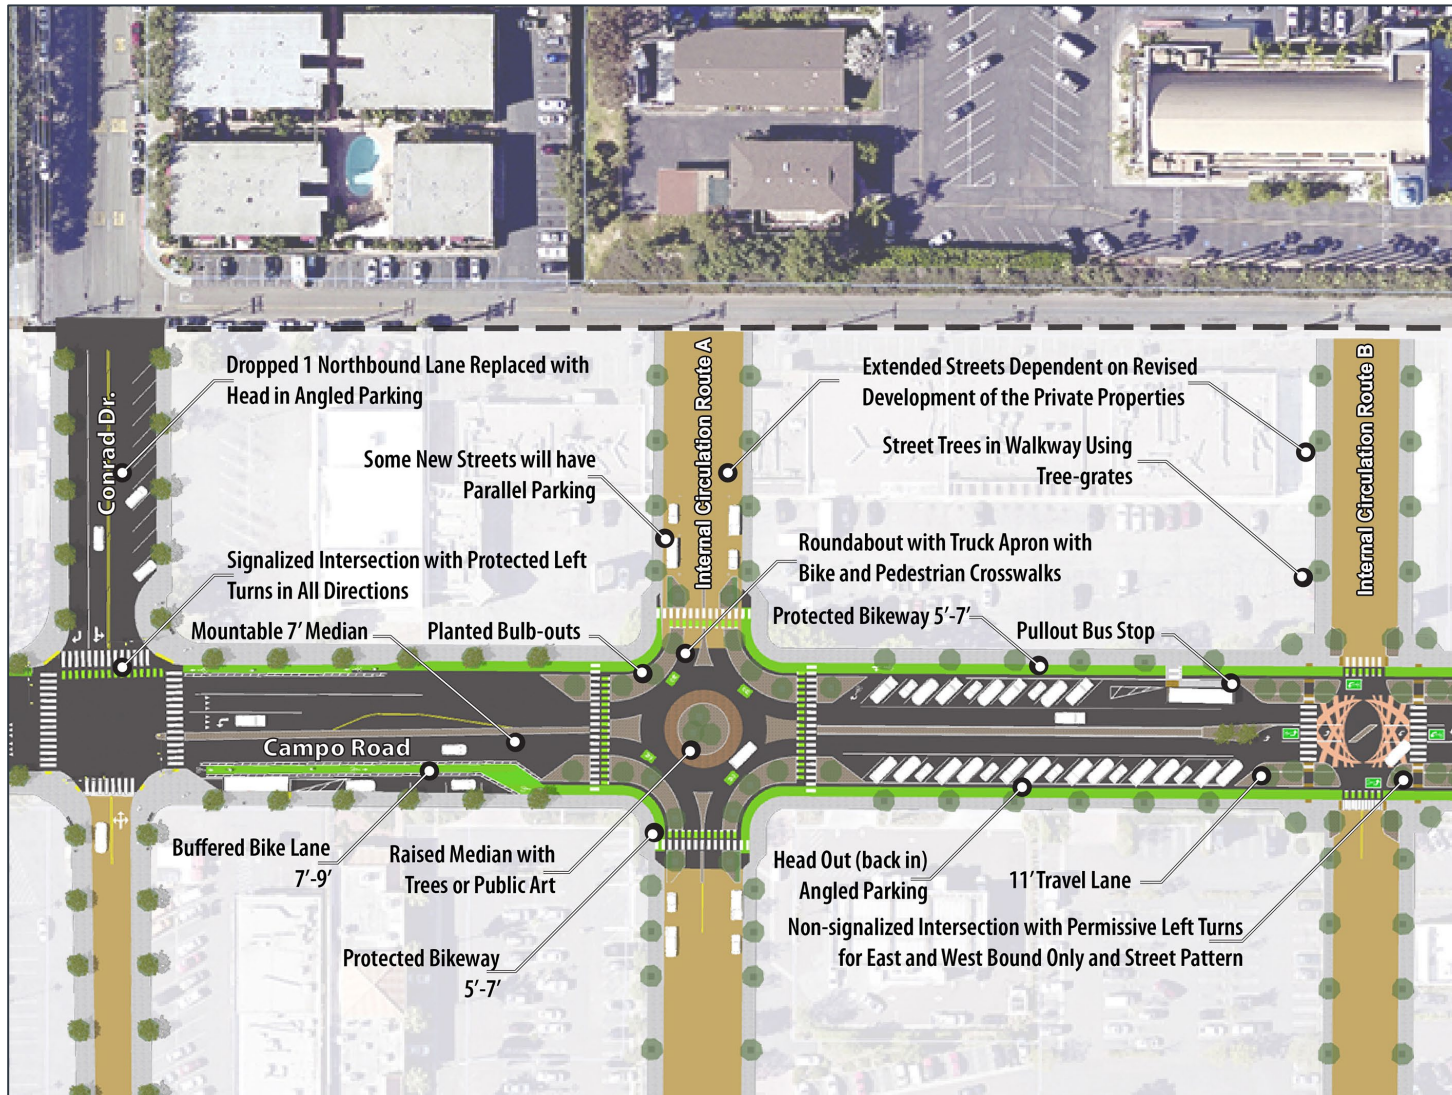 Dropped 1 Northbound Lane Replaced with
Head in Angled Parking
Conrad Dr.
Some New Streets will have
Parallel Parking
Internal Circulation Route A
Extended Streets Dependent on Revised
Development of the Private Properties
Street Trees in Walkway Using
Tree-grates
Internal Circulation Route B
Signalized Intersection with Protected Left
Turns in All Directions
Roundabout with Truck Apron with
Bike and Pedestrian Crosswalks
Mountable 7' Median
Planted Bulb-outs
Protected Bikeway 5'-7'
Pullout Bus Stop
Campo Road
Buffered Bike Lane
7'-9'
Raised Median with
Trees or Public Art
Head Out (back in)
Angled Parking
11' Travel Lane
Protected Bikeway
5'-7'
Non-signalized Intersection with Permissive Left Turns
for East and West Bound Only and Street Pattern